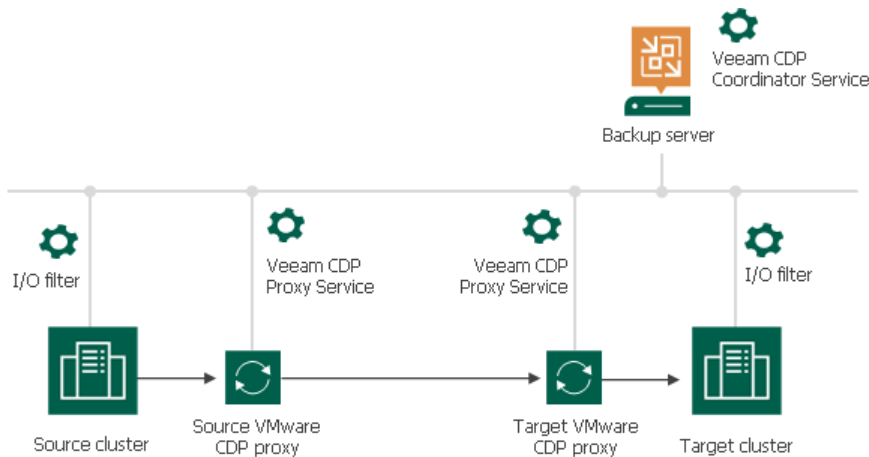 Veeam CDP
Coordinator Service
Backup server
I/O filter
Veeam CDP
Proxy Service
Veeam CDP
Proxy Service
I/O filter
Source cluster
Source VMware
CDP proxy
Target VMware
CDP proxy
Target cluster